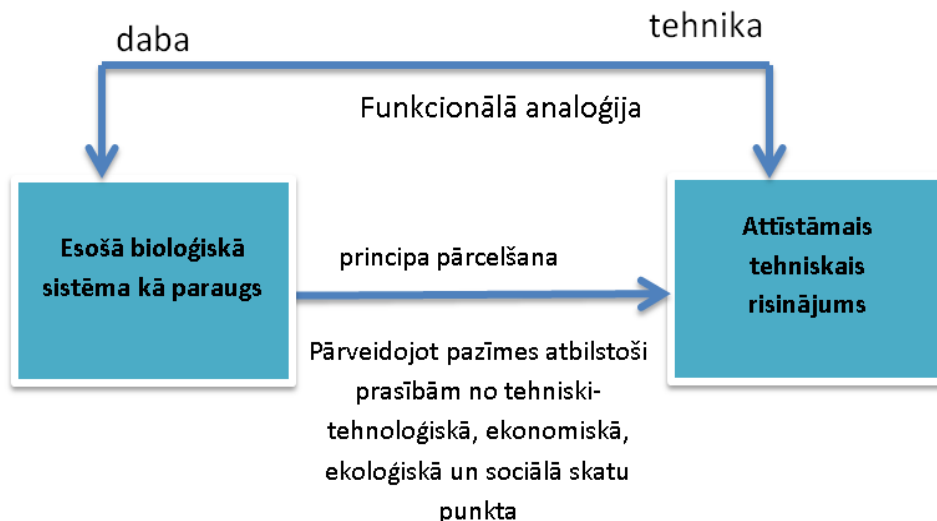 daba
tehnika
Funkcionālā analoģija
Esošā bioloģiskā
sistēma kā paraugs
principa pārcelšana
Attīstāmais
tehniskais
risinājums
Pārveidojot pazīmes atbilstoši
prasībām no tehniski-
tehnoloģiskā, ekonomiskā,
ekoloģiskā un sociālā skatu
punkta